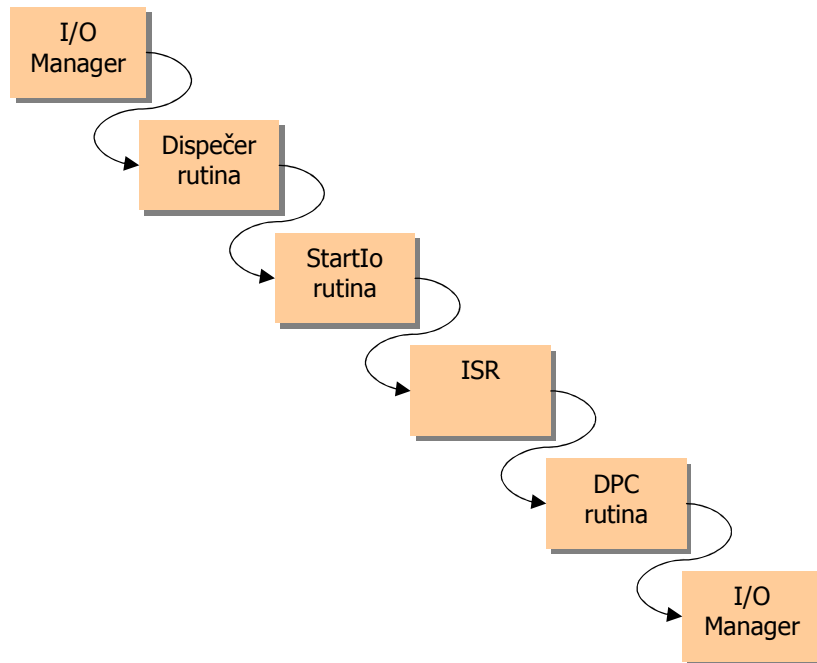 I/O
Manager
Dispečer
rutina
StartIo
rutina
ISR
DPC
rutina
I/O
Manager